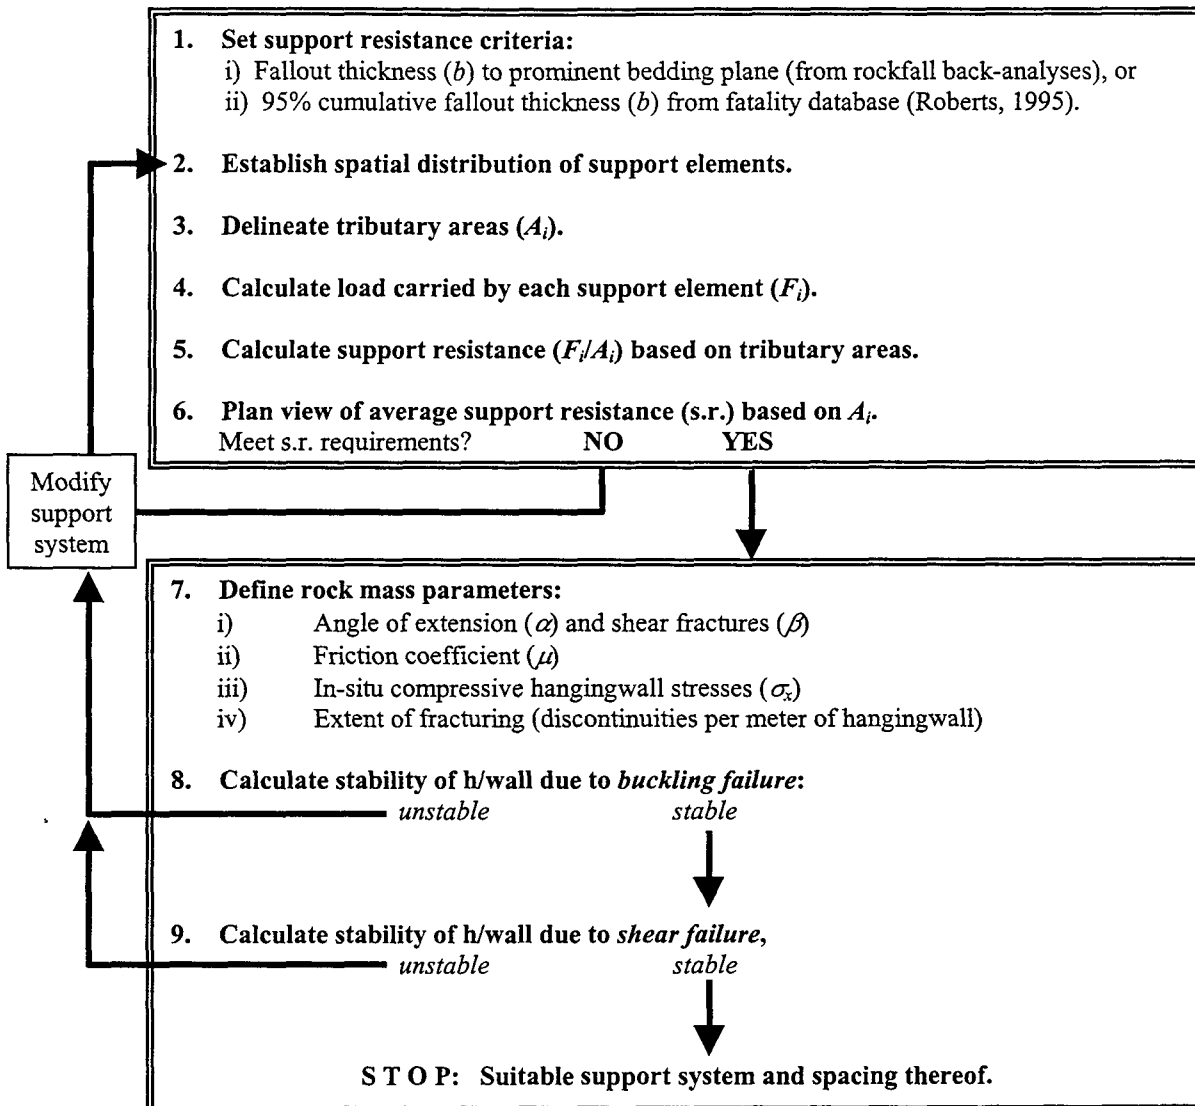 1. Set support resistance criteria:
i) Fallout thickness (b) to prominent bedding plane (from rockfall back-analyses), or
ii) 95% cumulative fallout thickness (b) from fatality database (Roberts, 1995).
2. Establish spatial distribution of support elements.
3. Delineate tributary areas (Ai).
4. Calculate load carried by each support element (Fi).
5. Calculate support resistance (Fi/Ai) based on tributary areas.
6. Plan view of average support resistance (s.r.) based on Ai.
Meet s.r. requirements? NO YES
Modify
support
system
7. Define rock mass parameters:
i) Angle of extension (α) and shear fractures (β)
ii) Friction coefficient (μ)
iii) In-situ compressive hangingwall stresses (σx)
iv) Extent of fracturing (discontinuities per meter of hangingwall)
8. Calculate stability of h/wall due to buckling failure:
unstable stable
9. Calculate stability of h/wall due to shear failure,
unstable stable
S T O P: Suitable support system and spacing thereof.